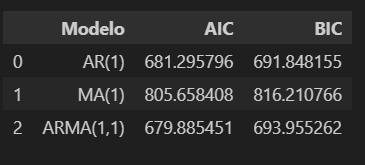 Modelo AIC BIC
0 AR(1) 681.295796 691.848155
1 MA(1) 805.658408 816.210766
2 ARMA(1,1) 679.885451 693.955262